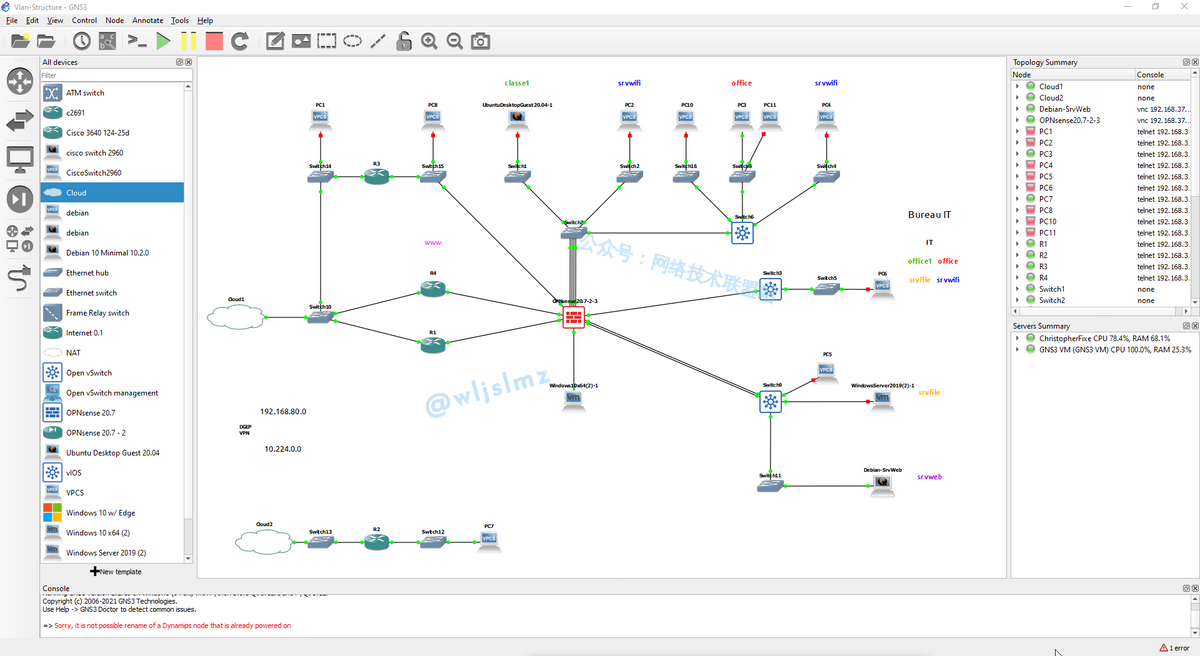 Vlan-Structure - GNS3
File Edit View Control Node Annotate Tools Help
All devices
Filter
ATM switch
c2691
Cisco 3640 124-25d
cisco switch 2960
CiscoSwitch2960
Cloud
debian
debian
Debian 10 Minimal 10.2.0
Ethernet hub
Ethernet switch
Frame Relay switch
Internet 0.1
NAT
Open vSwitch
Open vSwitch management
OPNsense 20.7
OPNsense 20.7 - 2
Ubuntu Desktop Guest 20.04
vIOS
VPCS
Windows 10 w/ Edge
Windows 10 x64 (2)
Windows Server 2019 (2)
New template
classe1
srvwifi
office
srvwifi
PC1
PC8
UbuntuDesktopGuest20.04-1
PC2
PC10
PC3
PC11
PC4
Switch14
R3
Switch15
Switch1
Switch2
Switch16
Switch8
Switch4
Switch7
Switch6
Bureau IT
IT
office1 office
srvfile srvwifi
www
公众号：网络技术联盟
R4
Switch3
Switch5
PC6
Cloud1
Switch10
OPNsense20.7-2-3
R1
PC5
@wljslmz
Windows10x64(2)-1
Switch9
WindowsServer2019(2)-1
srvfile
192.168.80.0
DGEP
VPN
10.224.0.0
Switch11
Debian-SrvWeb
srvweb
Cloud2
Switch13
R2
Switch12
PC7
Topology Summary
Node Console
Cloud1 none
Cloud2 none
Debian-SrvWeb vnc 192.168.37...
OPNsense20.7-2-3 vnc 192.168.37...
PC1 telnet 192.168.3.
PC2 telnet 192.168.3.
PC3 telnet 192.168.3.
PC4 telnet 192.168.3.
PC5 telnet 192.168.3.
PC6 telnet 192.168.3.
PC7 telnet 192.168.3.
PC8 telnet 192.168.3.
PC10 telnet 192.168.3.
PC11 telnet 192.168.3.
R1 telnet 192.168.3.
R2 telnet 192.168.3.
R3 telnet 192.168.3.
R4 telnet 192.168.3.
Switch1 none
Switch2 none
Servers Summary
ChristopherFixe CPU 78.4%, RAM 68.1%
GNS3 VM (GNS3 VM) CPU 100.0%, RAM 25.3%
Console
Copyright (c) 2006-2021 GNS3 Technologies.
Use Help -> GNS3 Doctor to detect common issues.
=> Sorry, it is not possible rename of a Dynamips node that is already powered on
1 error